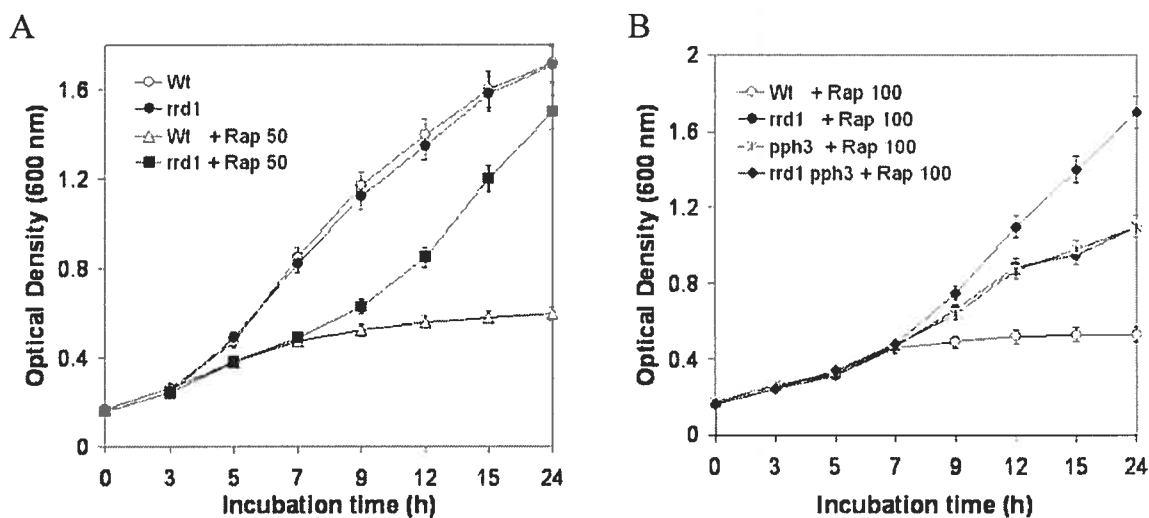 A
Optical Density (600 nm)
1.6
1.2
0.8
0.4
0
Wt
rrd1
Wt + Rap 50
rrd1 + Rap 50
0 3 5 7 9 12 15 24
Incubation time (h)
B
Optical Density (600 nm)
2
1.6
1.2
0.8
0.4
0
Wt + Rap 100
rrd1 + Rap 100
pph3 + Rap 100
rrd1 pph3 + Rap 100
0 3 5 7 9 12 15 24
Incubation time (h)